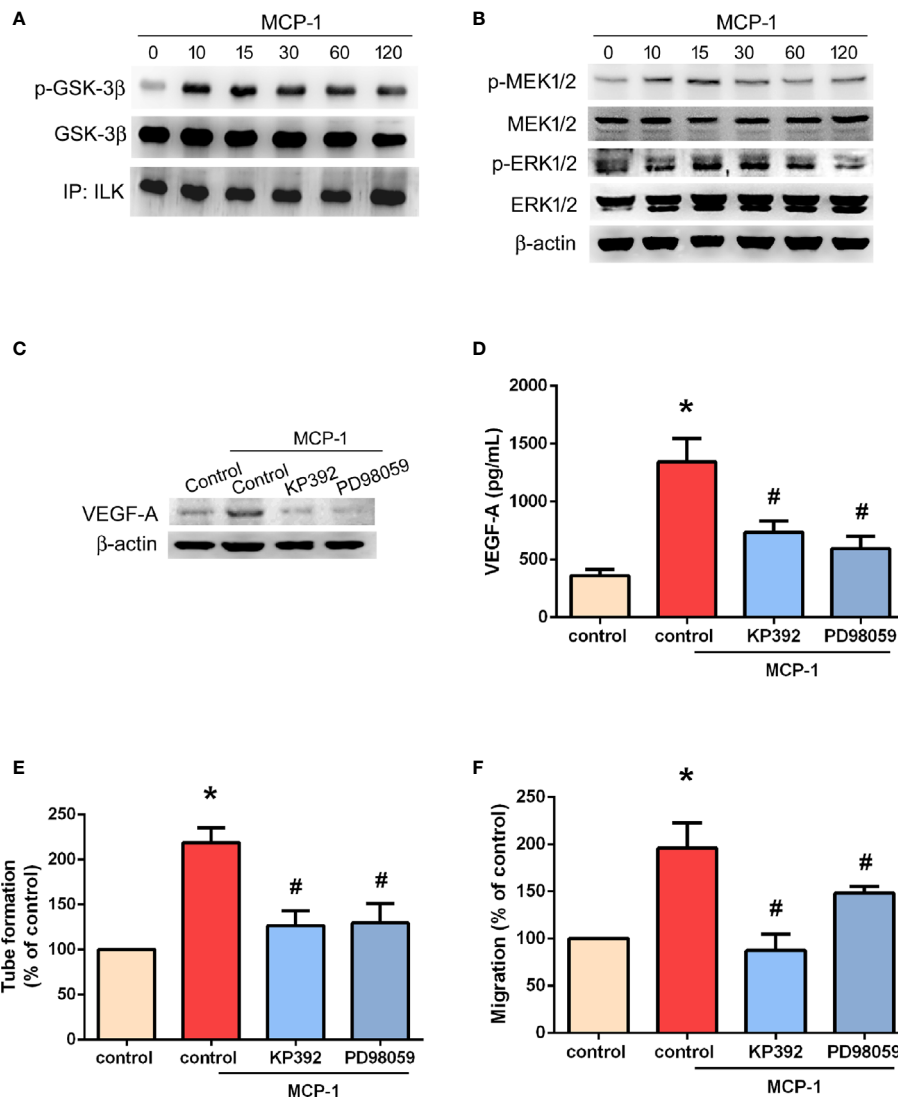 A
MCP-1
0 10 15 30 60 120
p-GSK-3β
GSK-3β
IP: ILK
B
MCP-1
0 10 15 30 60 120
p-MEK1/2
MEK1/2
p-ERK1/2
ERK1/2
β-actin
C
MCP-1
Control Control KP392 PD98059
VEGF-A
β-actin
D
VEGF-A (pg/mL)
2000
1500
1000
500
0
*
#
#
control control KP392 PD98059
MCP-1
E
Tube formation
(% of control)
250
200
150
100
50
0
*
#
#
control control KP392 PD98059
MCP-1
F
Migration (% of control)
250
200
150
100
50
0
*
#
#
control control KP392 PD98059
MCP-1